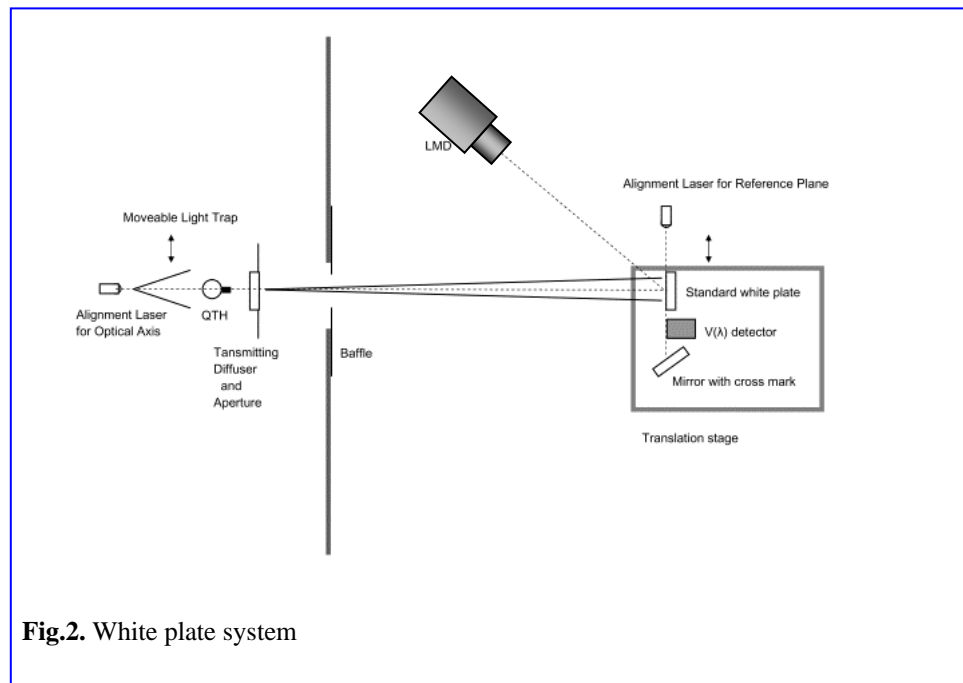 LMD
Alignment Laser for Reference Plane
Moveable Light Trap
Standard white plate
Alignment Laser
for Optical Axis
QTH
V(λ) detector
Tansmitting
Diffuser
and
Aperture
Baffle
Mirror with cross mark
Translation stage
Fig.2. White plate system